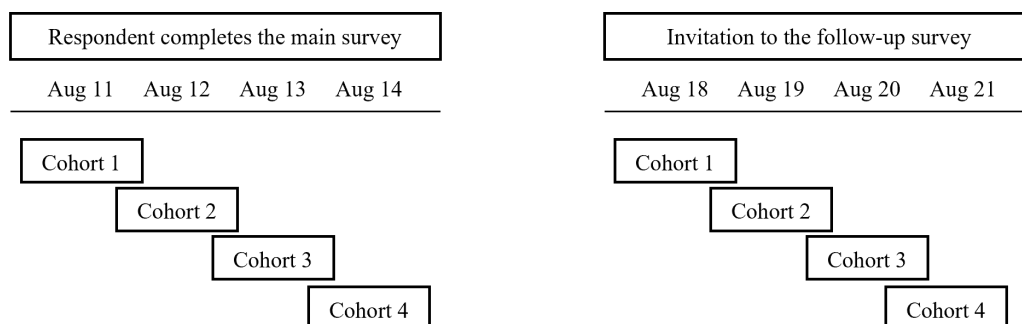 Respondent completes the main survey
Aug 11 Aug 12 Aug 13 Aug 14
Cohort 1
Cohort 2
Cohort 3
Cohort 4
Invitation to the follow-up survey
Aug 18 Aug 19 Aug 20 Aug 21
Cohort 1
Cohort 2
Cohort 3
Cohort 4